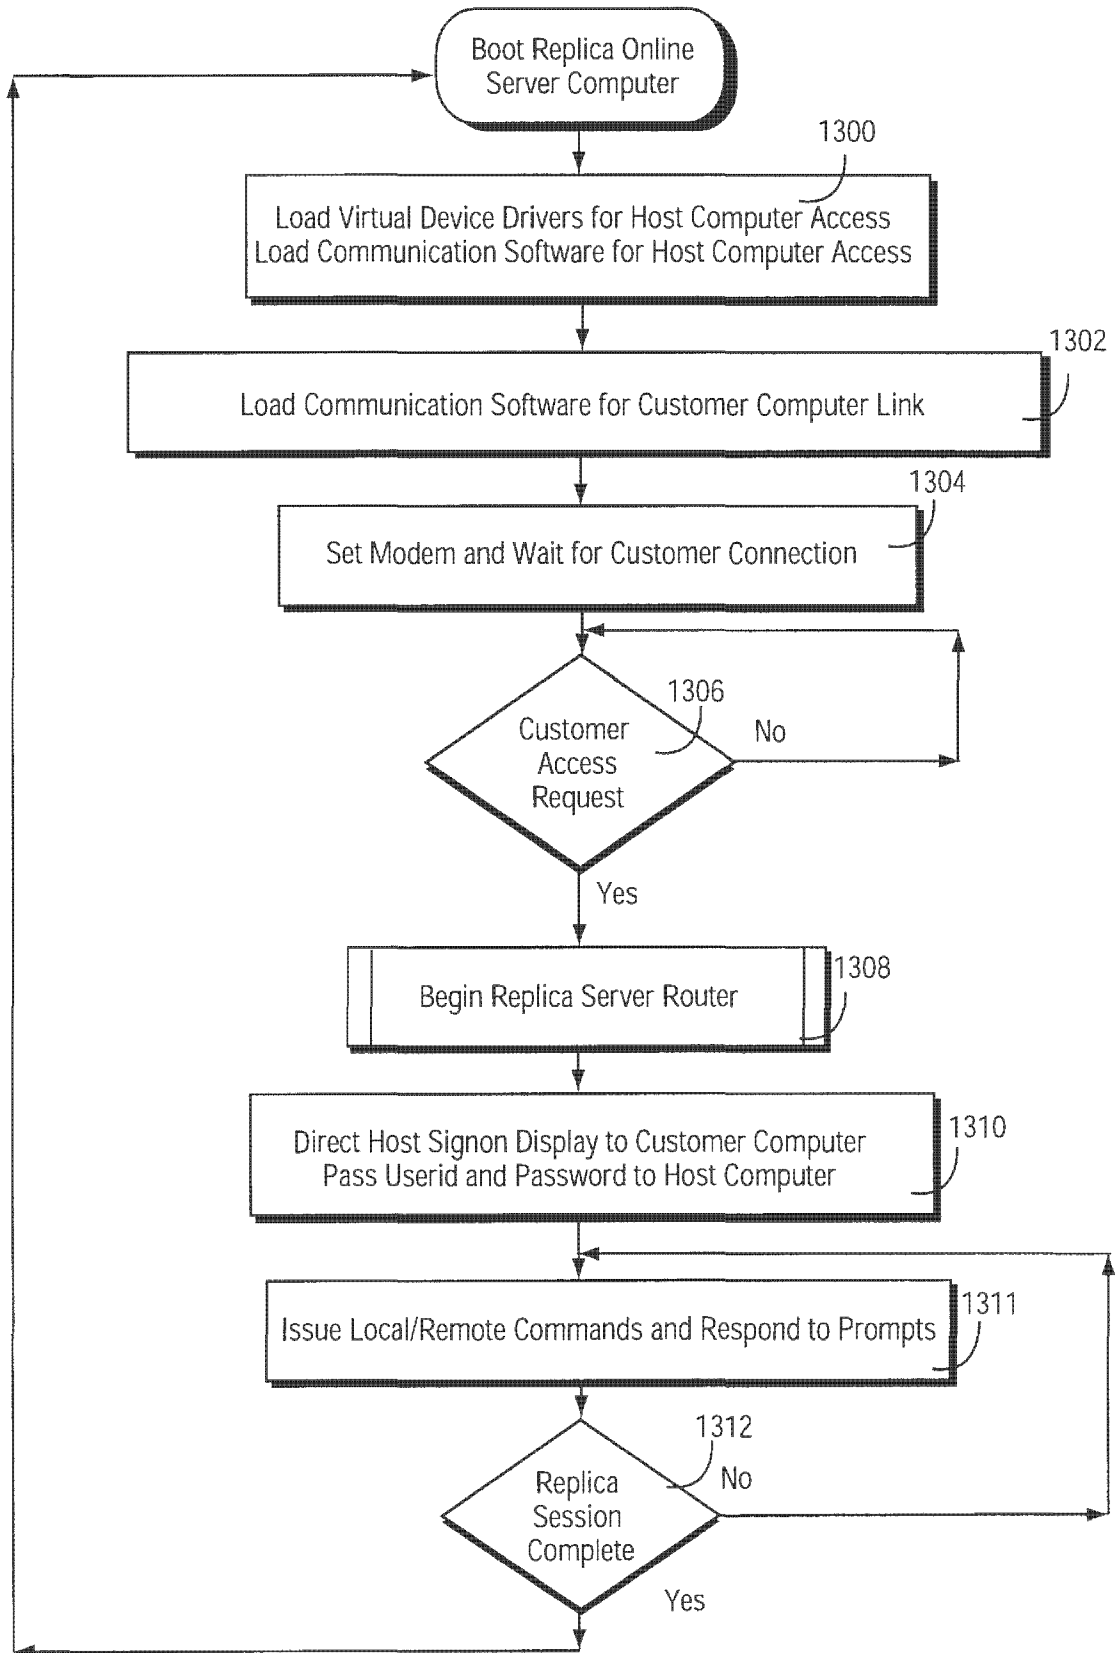 Boot Replica Online
Server Computer
1300
Load Virtual Device Drivers for Host Computer Access
Load Communication Software for Host Computer Access
1302
Load Communication Software for Customer Computer Link
1304
Set Modem and Wait for Customer Connection
1306
Customer
Access
Request
No
Yes
1308
Begin Replica Server Router
1310
Direct Host Signon Display to Customer Computer
Pass Userid and Password to Host Computer
1311
Issue Local/Remote Commands and Respond to Prompts
1312
No
Replica
Session
Complete
Yes